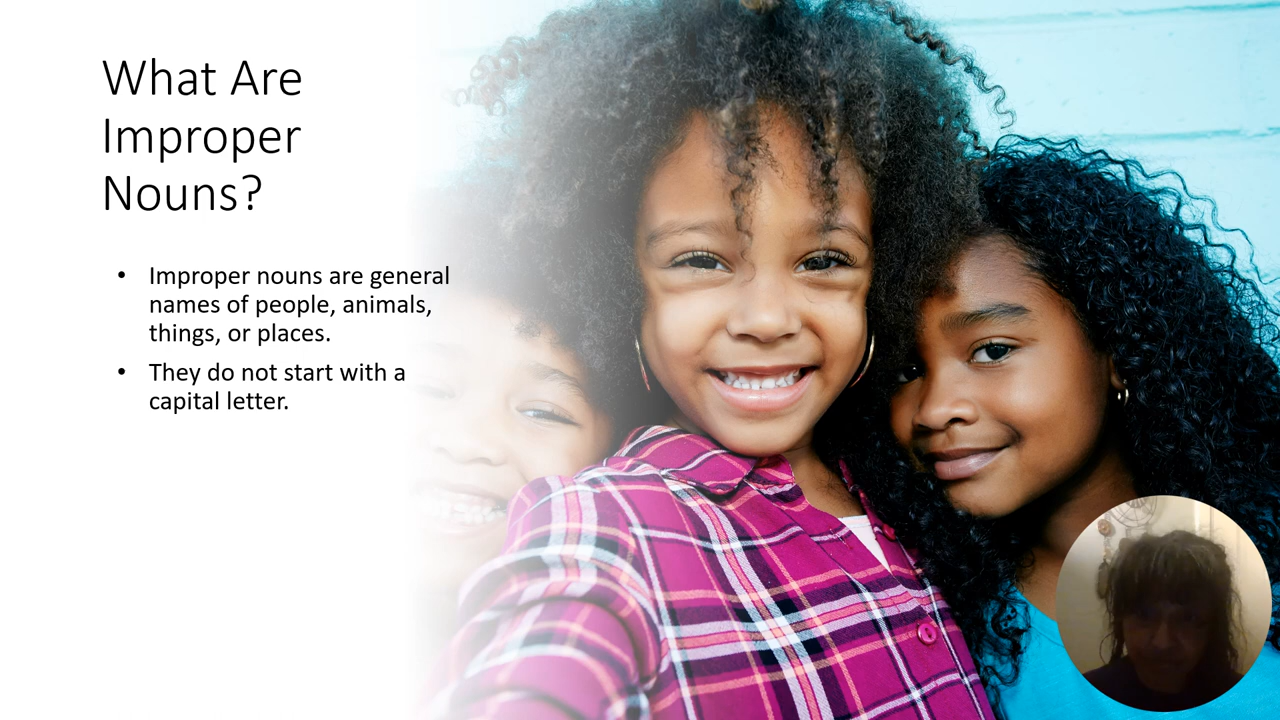 What Are
Improper
Nouns?
• Improper nouns are general
names of people, animals,
things, or places.
• They do not start with a
capital letter.